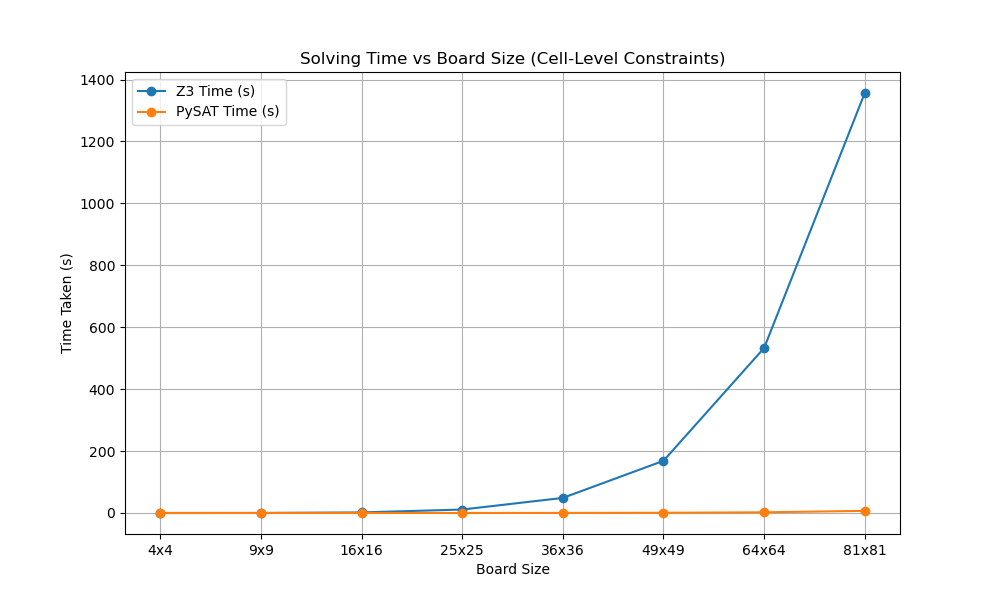 Solving Time vs Board Size (Cell-Level Constraints)
Z3 Time (s)
PySAT Time (s)
Time Taken (s)
1400
1200
1000
800
600
400
200
0
4x4 9x9 16x16 25x25 36x36 49x49 64x64 81x81
Board Size